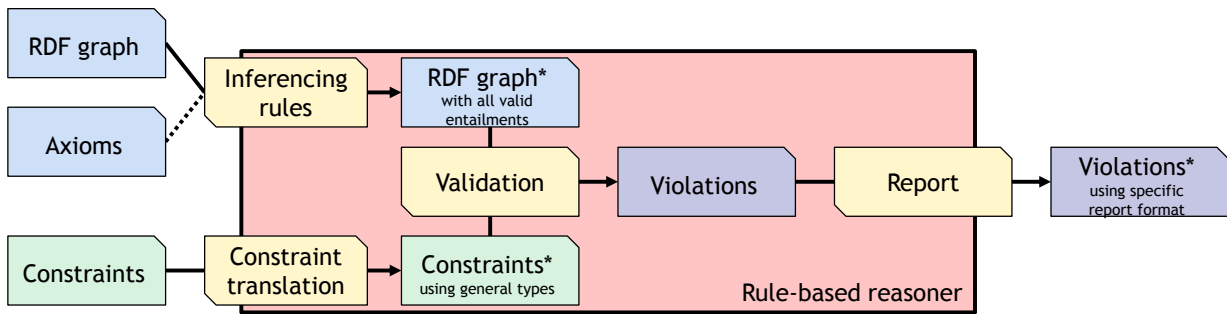 RDF graph
Axioms
Constraints
Inferencing
rules
RDF graph*
with all valid
entailments
Validation
Violations
Report
Violations*
using specific
report format
Constraint
translation
Constraints*
using general types
Rule-based reasoner